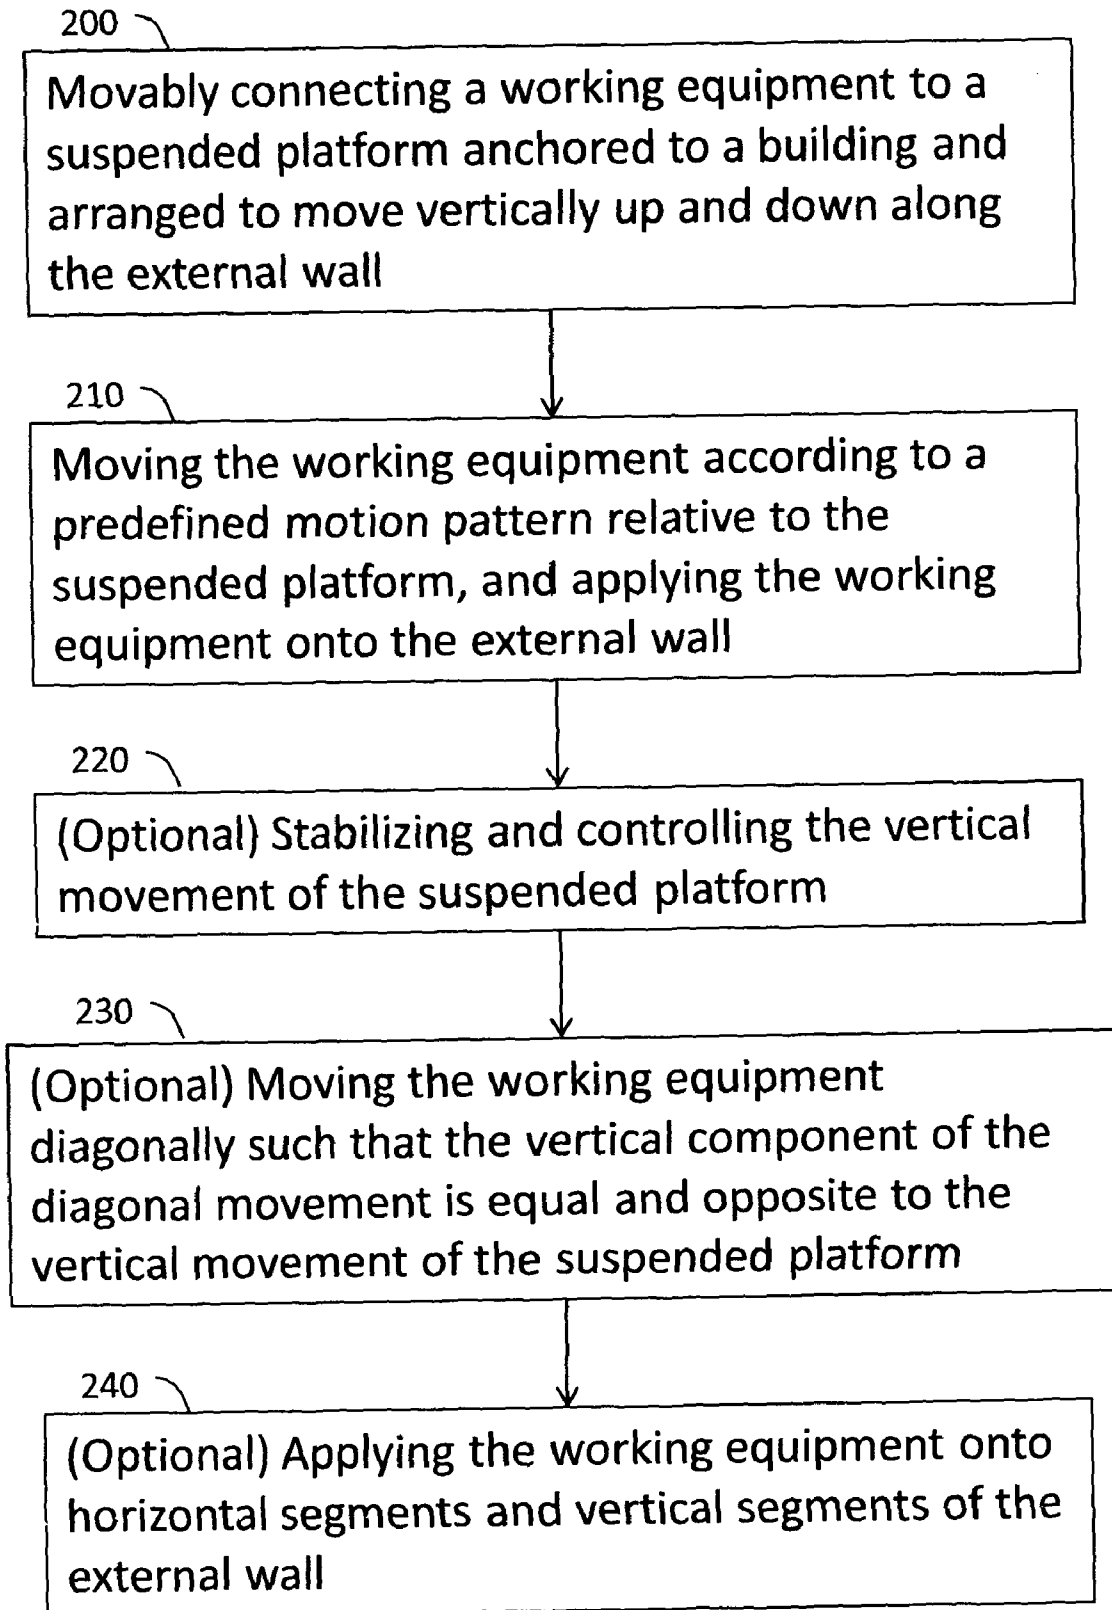 200
Movably connecting a working equipment to a
suspended platform anchored to a building and
arranged to move vertically up and down along
the external wall
210
Moving the working equipment according to a
predefined motion pattern relative to the
suspended platform, and applying the working
equipment onto the external wall
220
(Optional) Stabilizing and controlling the vertical
movement of the suspended platform
230
(Optional) Moving the working equipment
diagonally such that the vertical component of the
diagonal movement is equal and opposite to the
vertical movement of the suspended platform
240
(Optional) Applying the working equipment onto
horizontal segments and vertical segments of the
external wall